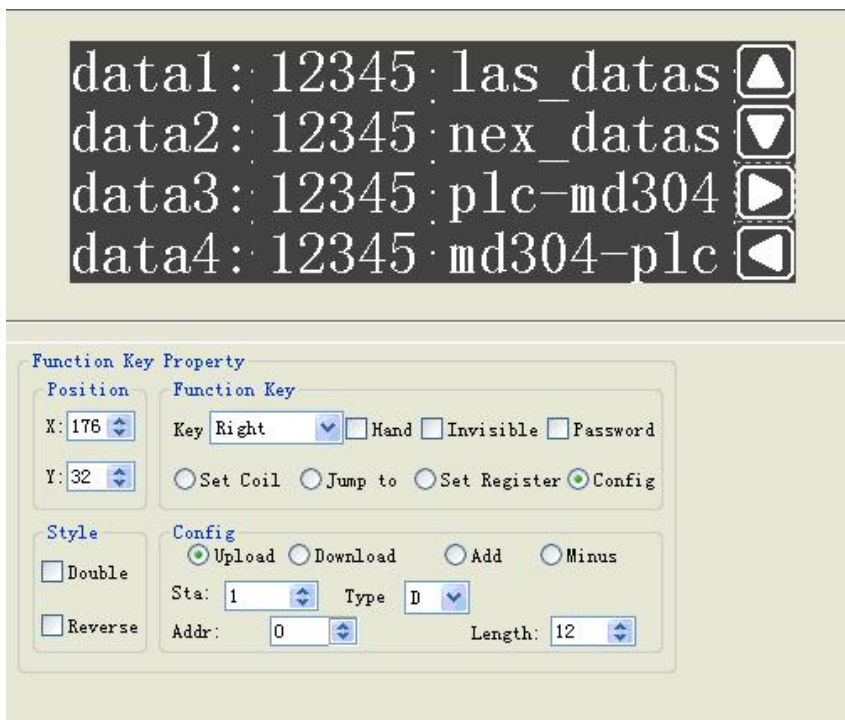 data1: 12345 las_datas
data2: 12345 nex_datas
data3: 12345 plc-md304
data4: 12345 md304-plc
Function Key Property
Position
X: 176
Y: 32
Function Key
Key Right Hand Invisible Password
Set Coil Jump to Set Register Config
Style
Double
Reverse
Config
Upload Download Add Minus
Sta: 1 Type D
Addr: 0 Length: 12